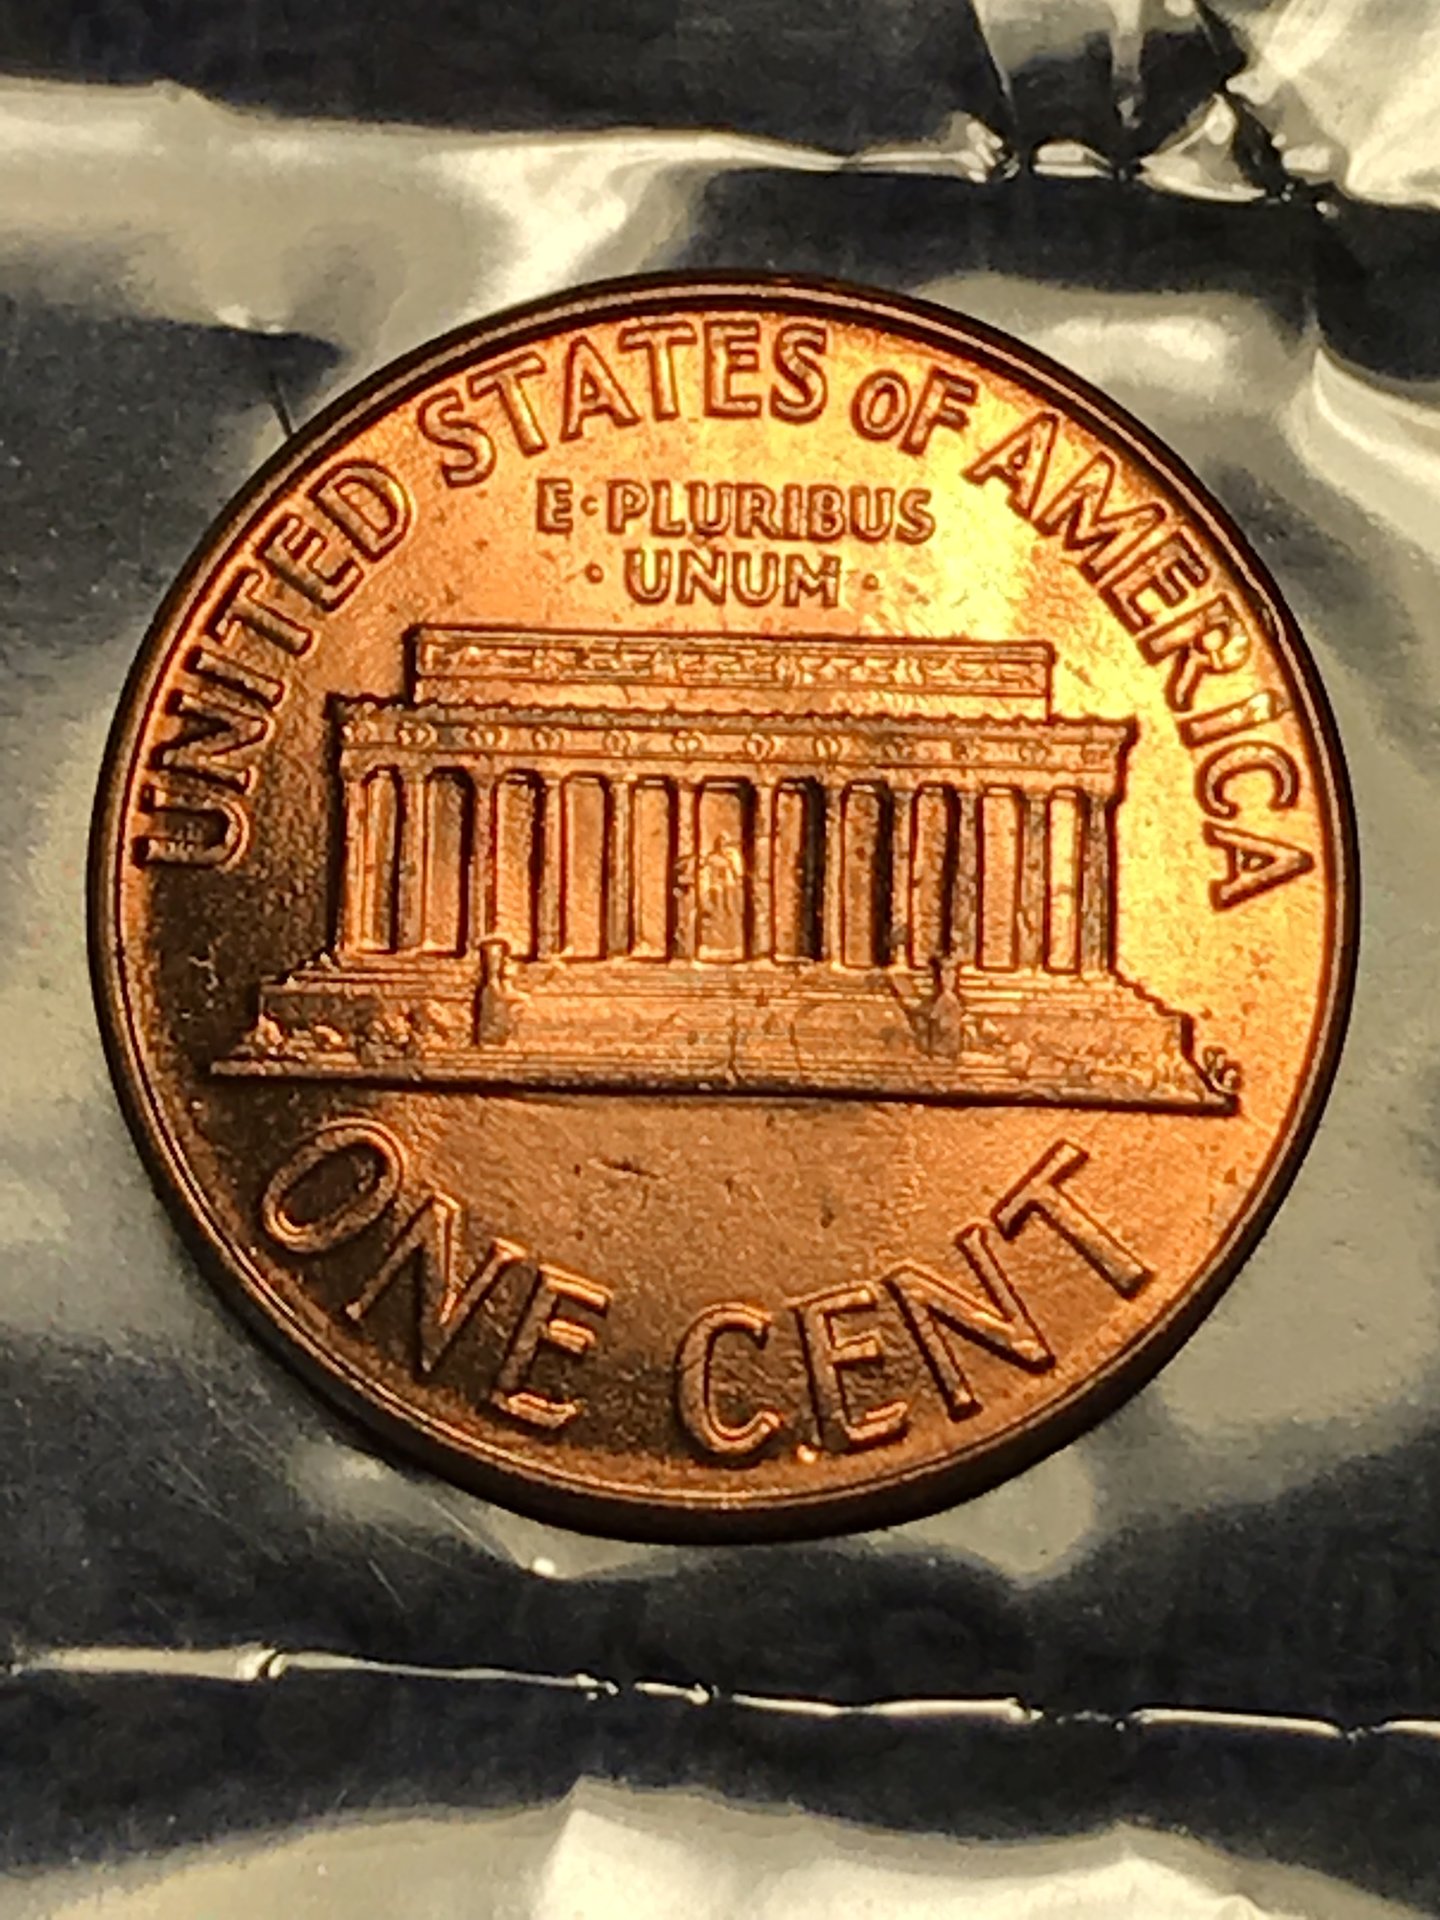 UNITED STATES OF AMERICA
E·PLURIBUS
·UNUM·
ONE CENT